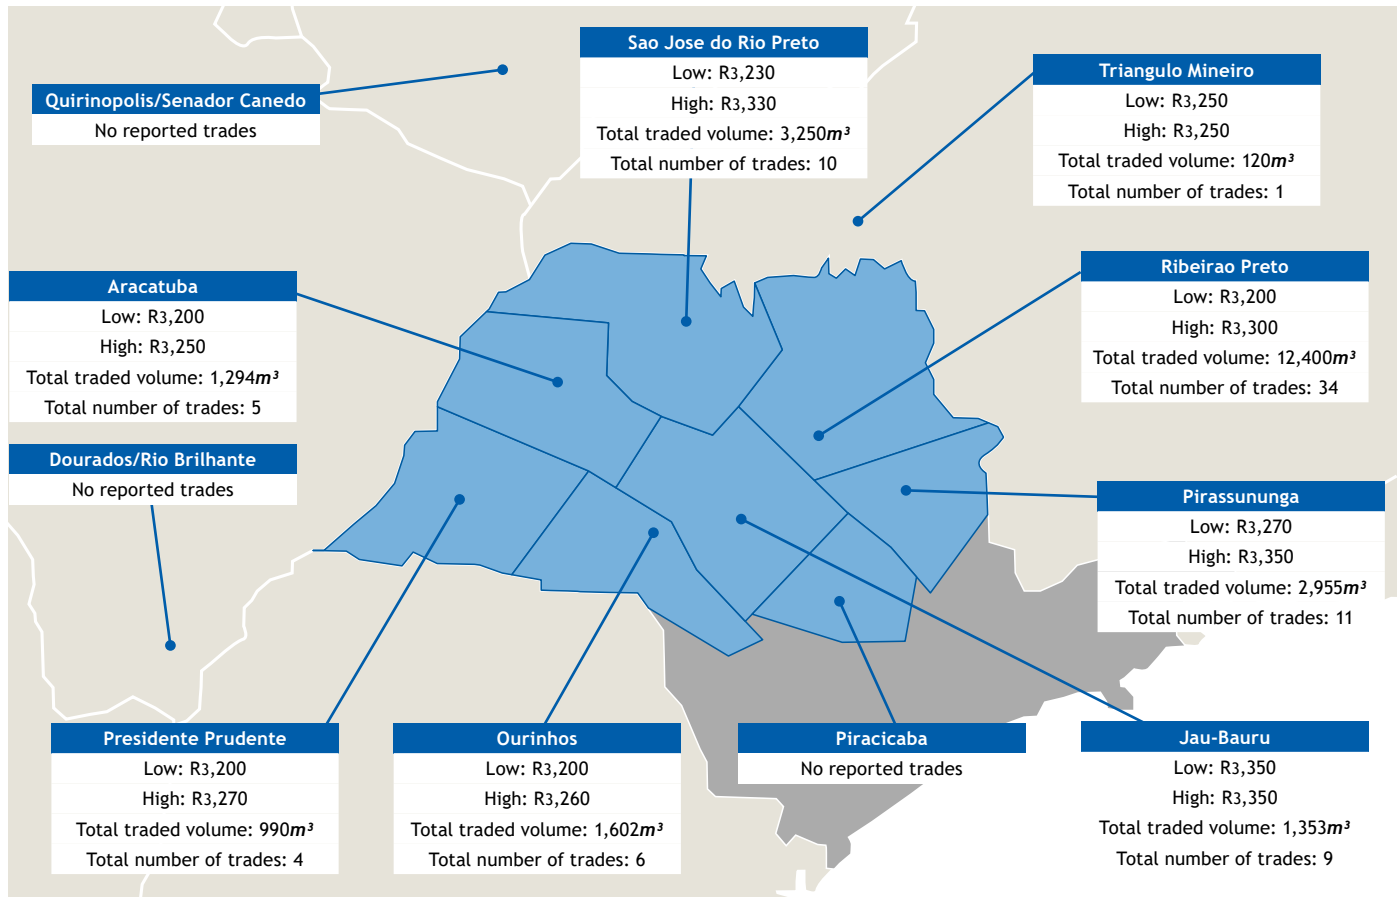 Quirinopolis/Senador Canedo
No reported trades
Sao Jose do Rio Preto
Low: R3,230
High: R3,330
Total traded volume: 3,250m³
Total number of trades: 10
Triangulo Mineiro
Low: R3,250
High: R3,250
Total traded volume: 120m³
Total number of trades: 1
Aracatuba
Low: R3,200
High: R3,250
Total traded volume: 1,294m³
Total number of trades: 5
Ribeirao Preto
Low: R3,200
High: R3,300
Total traded volume: 12,400m³
Total number of trades: 34
Dourados/Rio Brilhante
No reported trades
Pirassununga
Low: R3,270
High: R3,350
Total traded volume: 2,955m³
Total number of trades: 11
Presidente Prudente
Low: R3,200
High: R3,270
Total traded volume: 990m³
Total number of trades: 4
Ourinhos
Low: R3,200
High: R3,260
Total traded volume: 1,602m³
Total number of trades: 6
Piracicaba
No reported trades
Jau-Bauru
Low: R3,350
High: R3,350
Total traded volume: 1,353m³
Total number of trades: 9